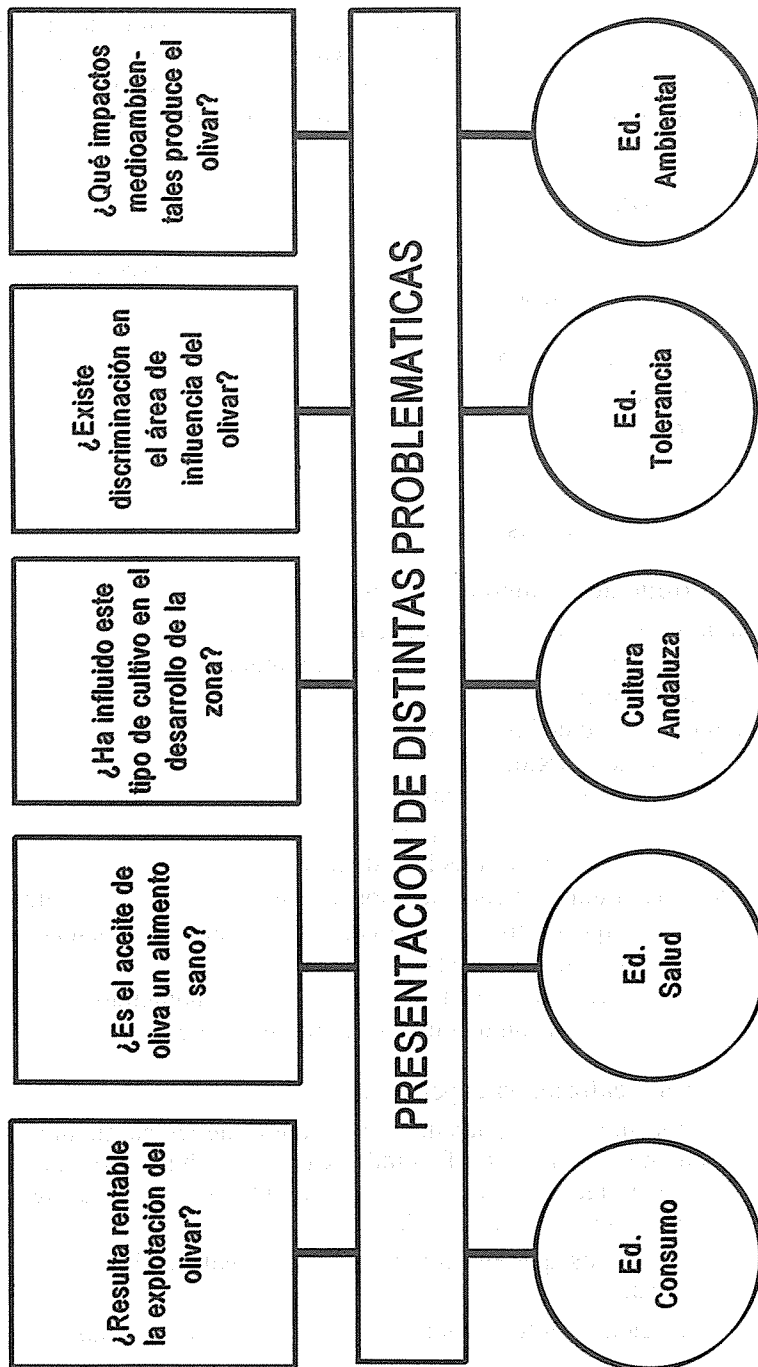 ¿Resulta rentable
la explotación del
olivar?
¿Es el aceite de
oliva un alimento
sano?
¿Ha influido este
tipo de cultivo en el
desarrollo de la
zona?
¿Existe
discriminación en
el área de
influencia del
olivar?
¿Qué impactos
medioambien-
tales produce el
olivar?
PRESENTACION DE DISTINTAS PROBLEMATICAS
Ed.
Consumo
Ed.
Salud
Cultura
Andaluza
Ed.
Tolerancia
Ed.
Ambiental